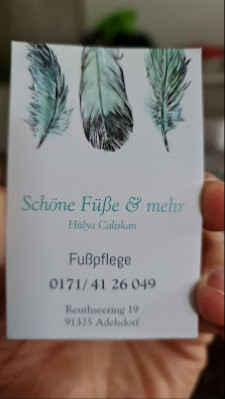 Schöne Füße & mehr
Hülya Caliskan
Fußpflege
0171/ 41 26 049
Reuthseering 19
91325 Adelsdorf